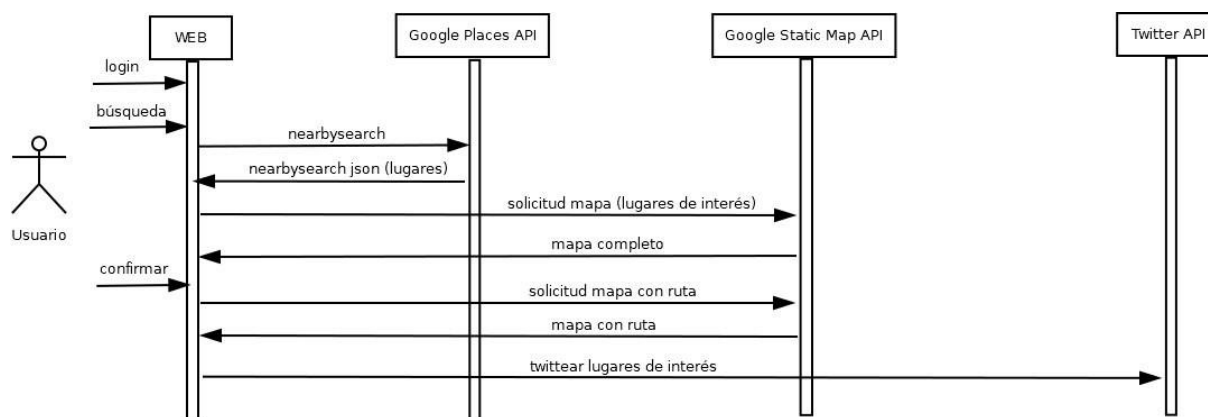 WEB
Google Places API
Google Static Map API
Twitter API
login
búsqueda
nearbysearch
nearbysearch json (lugares)
solicitud mapa (lugares de interés)
Usuario
mapa completo
confirmar
solicitud mapa con ruta
mapa con ruta
twittear lugares de interés